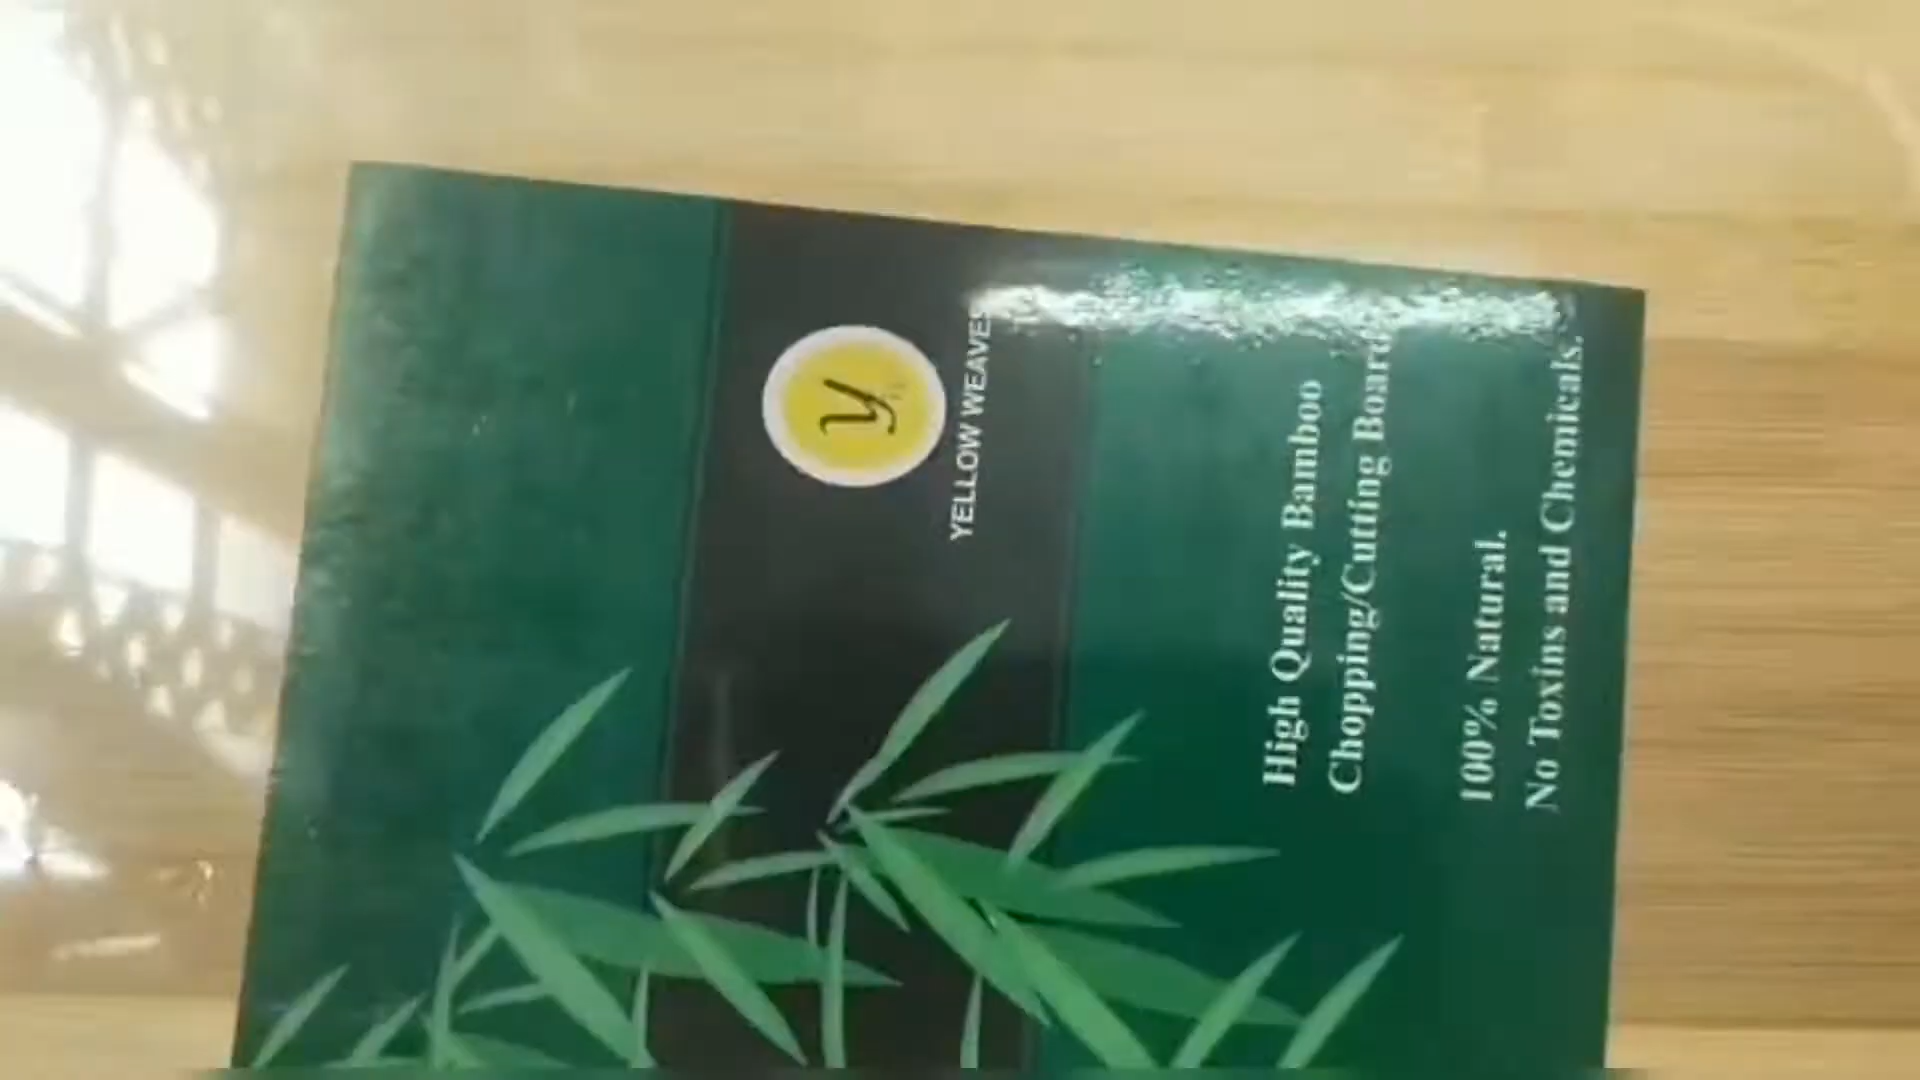 y
YELLOW WEAVES
High Quality Bamboo
Chopping/Cutting Board
100% Natural.
No Toxins and Chemicals.